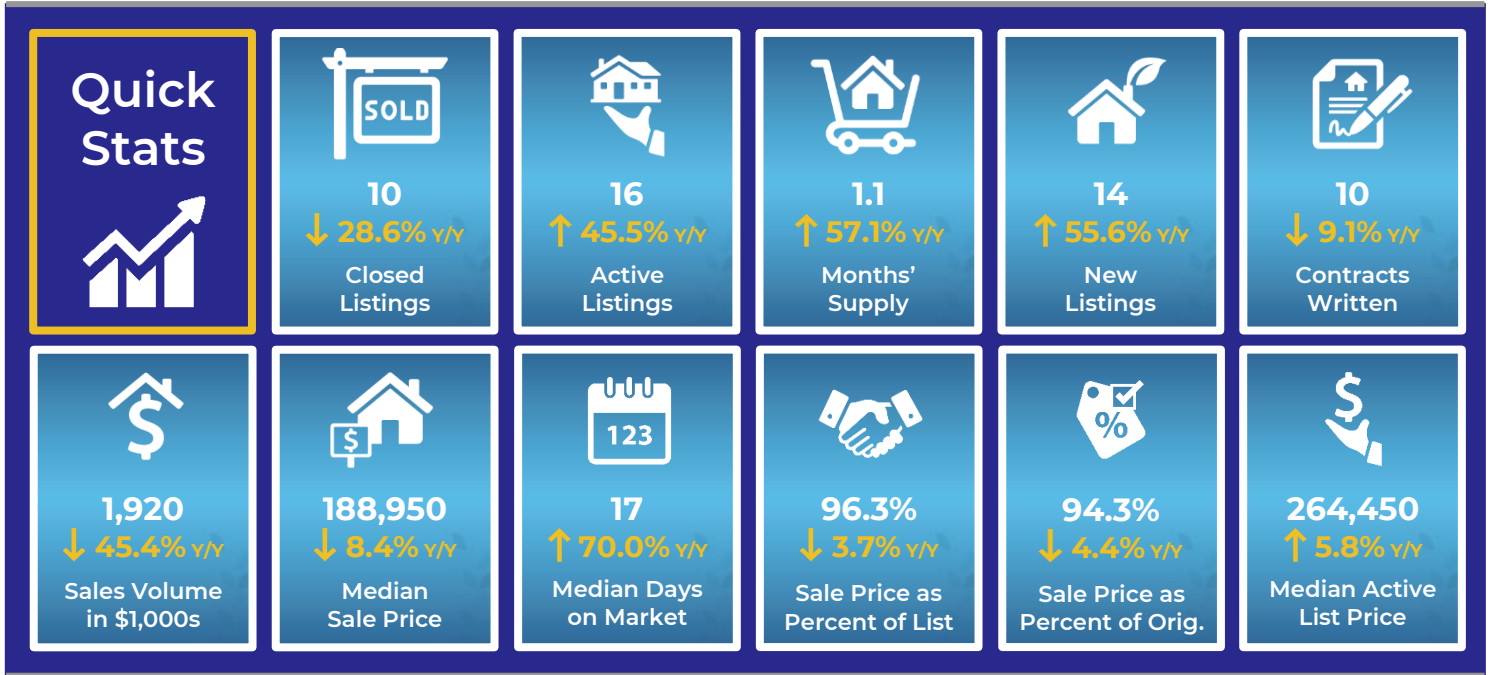 Quick
Stats
SOLD
10
↓ 28.6% Y/Y
Closed
Listings
16
↑ 45.5% Y/Y
Active
Listings
1.1
↑ 57.1% Y/Y
Months’
Supply
14
↑ 55.6% Y/Y
New
Listings
10
↓ 9.1% Y/Y
Contracts
Written
$
1,920
↓ 45.4% Y/Y
Sales Volume
in $1,000s
$
188,950
↓ 8.4% Y/Y
Median
Sale Price
123
17
↑ 70.0% Y/Y
Median Days
on Market
96.3%
↓ 3.7% Y/Y
Sale Price as
Percent of List
%
94.3%
↓ 4.4% Y/Y
Sale Price as
Percent of Orig.
$
264,450
↑ 5.8% Y/Y
Median Active
List Price